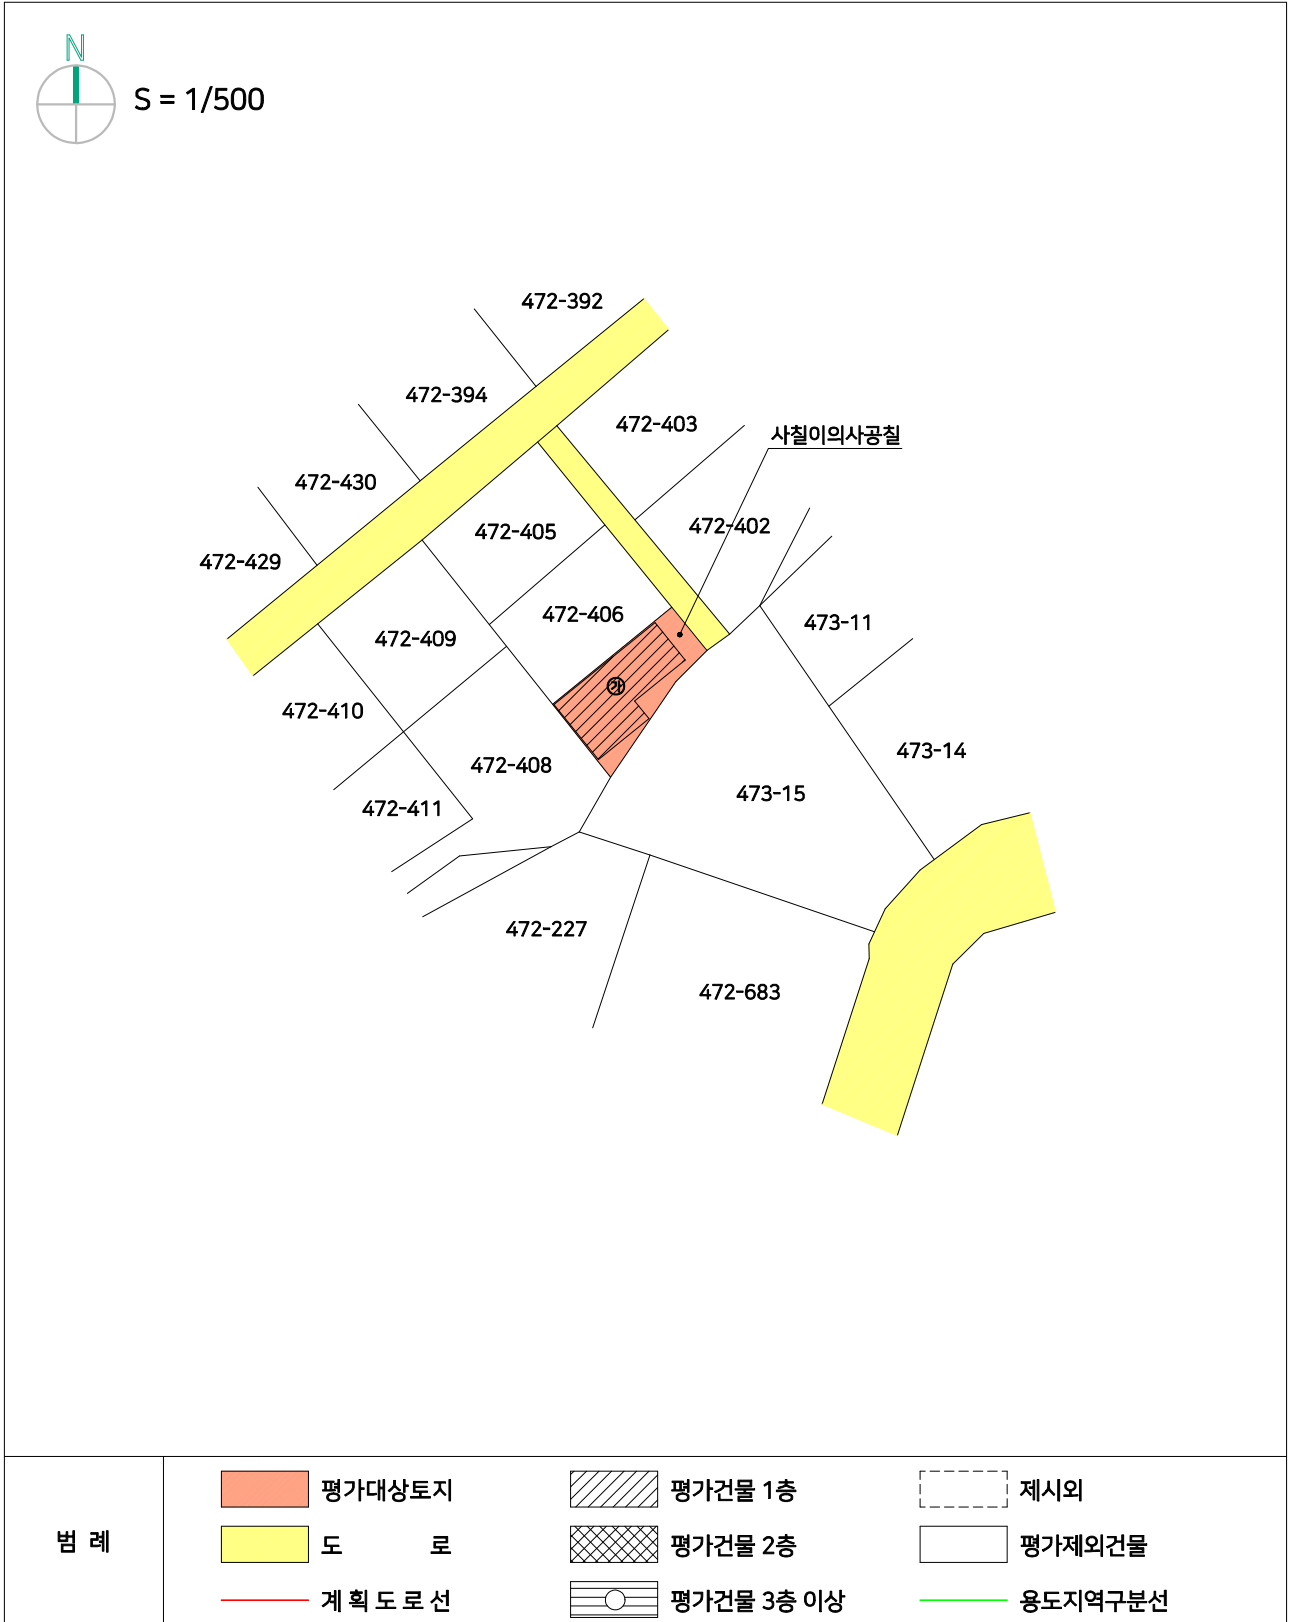 N
S = 1/500
472-392
472-394
472-403
사칠이의사공칠
472-430
472-405
472-402
472-429
472-406
473-11
472-409
가
472-410
473-14
472-408
473-15
472-411
472-227
472-683
범 례
평가대상토지
평가건물 1층
제시외
도 로
평가건물 2층
평가제외건물
계 획 도 로 선
평가건물 3층 이상
용도지역구분선